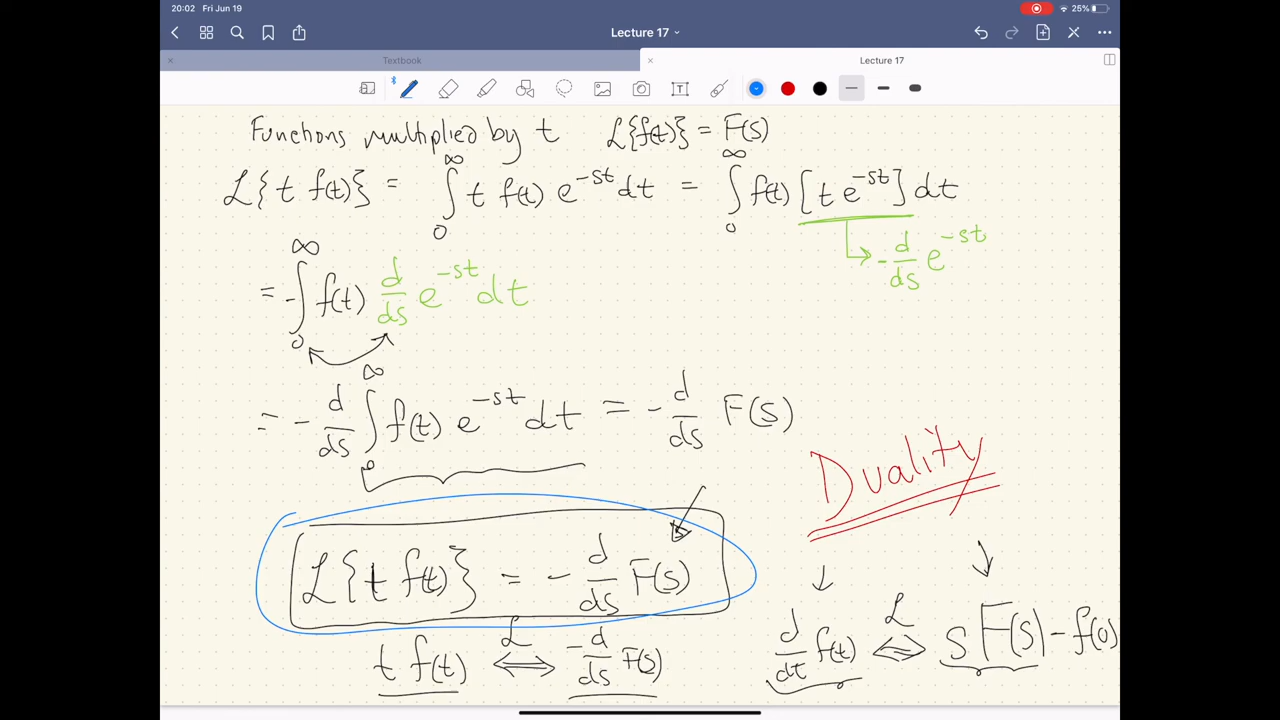 20:02 Fri Jun 19
25%
Lecture 17
Textbook
Lecture 17
Functions multiplied by t ℒ{f(t)} = F(s)
ℒ{t f(t)} = ∫₀^∞ t f(t) e^{-st} dt = ∫₀^∞ f(t) [t e^{-st}] dt
-d/ds e^{-st}
= -∫₀^∞ f(t) d/ds e^{-st} dt
= - d/ds ∫₀^∞ f(t) e^{-st} dt = - d/ds F(s)
Duality
ℒ{t f(t)} = - d/ds F(s)
t f(t) ⇔ ℒ -d/ds F(s)
d/dt f(t) ⇔ ℒ s F(s) - f(0)